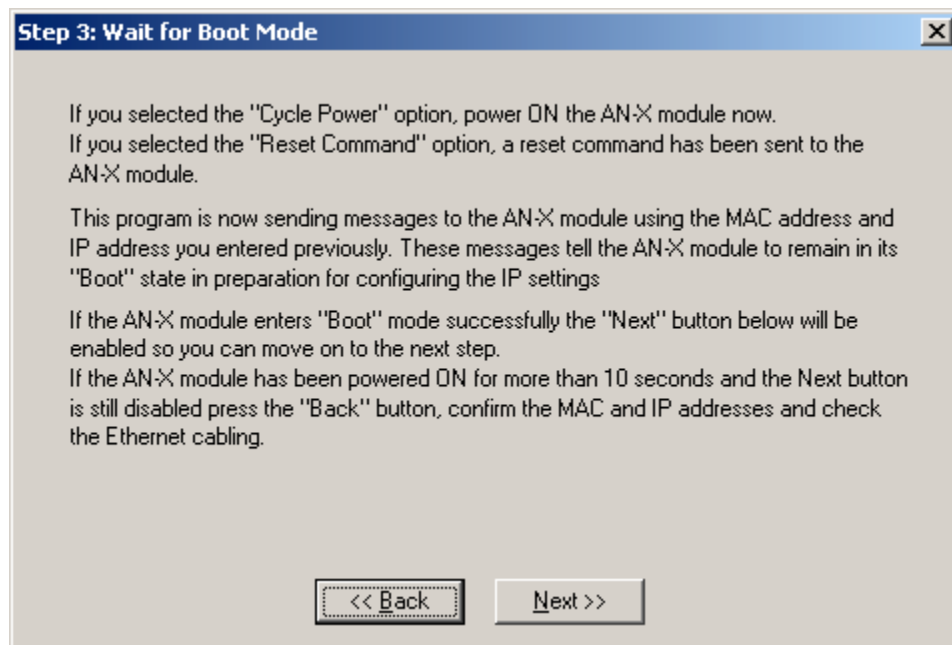 Step 3: Wait for Boot Mode
If you selected the "Cycle Power" option, power ON the AN-X module now.
If you selected the "Reset Command" option, a reset command has been sent to the
AN-X module.
This program is now sending messages to the AN-X module using the MAC address and
IP address you entered previously. These messages tell the AN-X module to remain in its
"Boot" state in preparation for configuring the IP settings
If the AN-X module enters "Boot" mode successfully the "Next" button below will be
enabled so you can move on to the next step.
If the AN-X module has been powered ON for more than 10 seconds and the Next button
is still disabled press the "Back" button, confirm the MAC and IP addresses and check
the Ethernet cabling.
<< Back Next >>